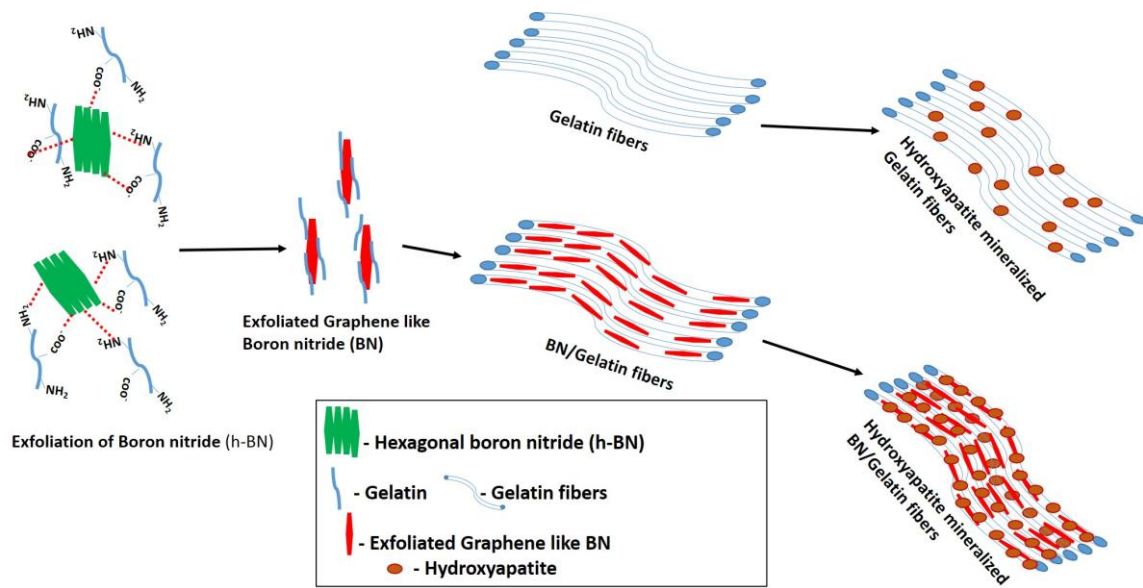 NH₂
COO⁻
NH₂
NH₂
COO⁻
NH₂
NH₂
COO⁻
NH₂
NH₂
COO⁻
NH₂
NH₂
COO⁻
NH₂
NH₂
COO⁻
NH₂
Exfoliation of Boron nitride (h-BN)
Exfoliated Graphene like
Boron nitride (BN)
Gelatin fibers
BN/Gelatin fibers
Hydroxyapatite mineralized
Gelatin fibers
Hydroxyapatite mineralized
BN/Gelatin fibers
- Hexagonal boron nitride (h-BN)
- Gelatin
- Gelatin fibers
- Exfoliated Graphene like BN
- Hydroxyapatite